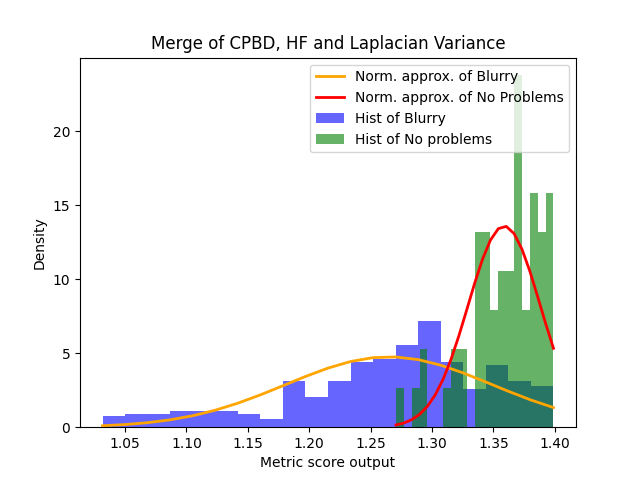 Merge of CPBD, HF and Laplacian Variance
Norm. approx. of Blurry
Norm. approx. of No Problems
Hist of Blurry
Hist of No problems
Density
20
15
10
5
0
1.05 1.10 1.15 1.20 1.25 1.30 1.35 1.40
Metric score output